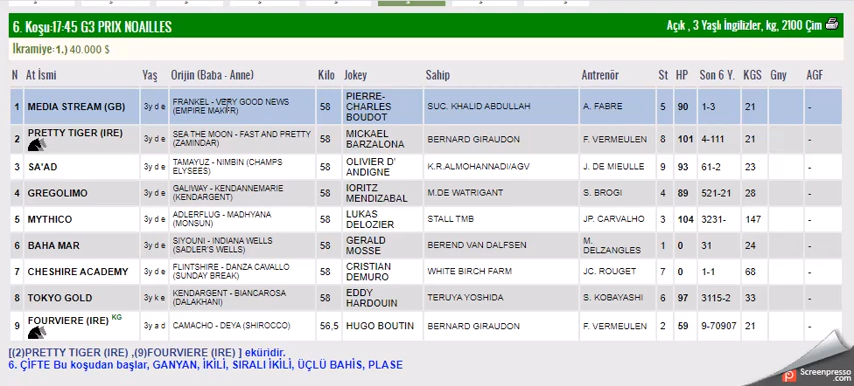 6. Koşu:17:45 G3 PRIX NOAILLES Açık , 3 Yaşlı İngilizler, kg, 2100 Çim
İkramiye:1.) 40.000 $
N At İsmi Yaş Orijin (Baba - Anne) Kilo Jokey Sahip Antrenör St HP Son 6 Y. KGS Gny AGF
1 MEDIA STREAM (GB) 3y d e FRANKEL - VERY GOOD NEWS (EMPIRE MAKER) 58 PIERRE-CHARLES BOUDOT SUC. KHALID ABDULLAH A. FABRE 5 90 1-3 21 -
2 PRETTY TIGER (IRE) 3y d e SEA THE MOON - FAST AND PRETTY (ZAMINDAR) 58 MICKAEL BARZALONA BERNARD GIRAUDON F. VERMEULEN 8 101 4-111 21 -
3 SA'AD 3y d e TAMAYUZ - NIMBIN (CHAMPS ELYSEES) 58 OLIVIER D' ANDIGNE K.R.ALMOHANNADI/AGV J. DE MIEULLE 9 93 61-2 23 -
4 GREGOLIMO 3y d e GALIWAY - KENDANNEMARIE (KENDARGENT) 58 IORITZ MENDIZABAL M.DE WATRIGANT S. BROGI 4 89 521-21 28 -
5 MYTHICO 3y d e ADLERFLUG - MADHYANA (MONSUN) 58 LUKAS DELOZIER STALL TMB JP. CARVALHO 3 104 3231- 147 -
6 BAHA MAR 3y d e SIYOUNI - INDIANA WELLS (SADLER'S WELLS) 58 GERALD MOSSE BEREND VAN DALFSEN M. DELZANGLES 1 0 31 24 -
7 CHESHIRE ACADEMY 3y d e FLINTSHIRE - DANZA CAVALLO (SUNDAY BREAK) 58 CRISTIAN DEMURO WHITE BIRCH FARM JC. ROUGET 7 0 1-1 68 -
8 TOKYO GOLD 3y k e KENDARGENT - BIANCAROSA (DALAKHANI) 58 EDDY HARDOUIN TERUYA YOSHIDA S. KOBAYASHI 6 97 3115-2 33 -
9 FOURVIERE (IRE) KG 3y a d CAMACHO - DEYA (SHIROCCO) 56,5 HUGO BOUTIN BERNARD GIRAUDON F. VERMEULEN 2 59 9-70907 21 -
[(2)PRETTY TIGER (IRE) ,(9)FOURVIERE (IRE) ] eküridir.
6. ÇİFTE Bu koşudan başlar, GANYAN, İKİLİ, SIRALI İKİLİ, ÜÇLÜ BAHİS, PLASE
Screenpresso
.com